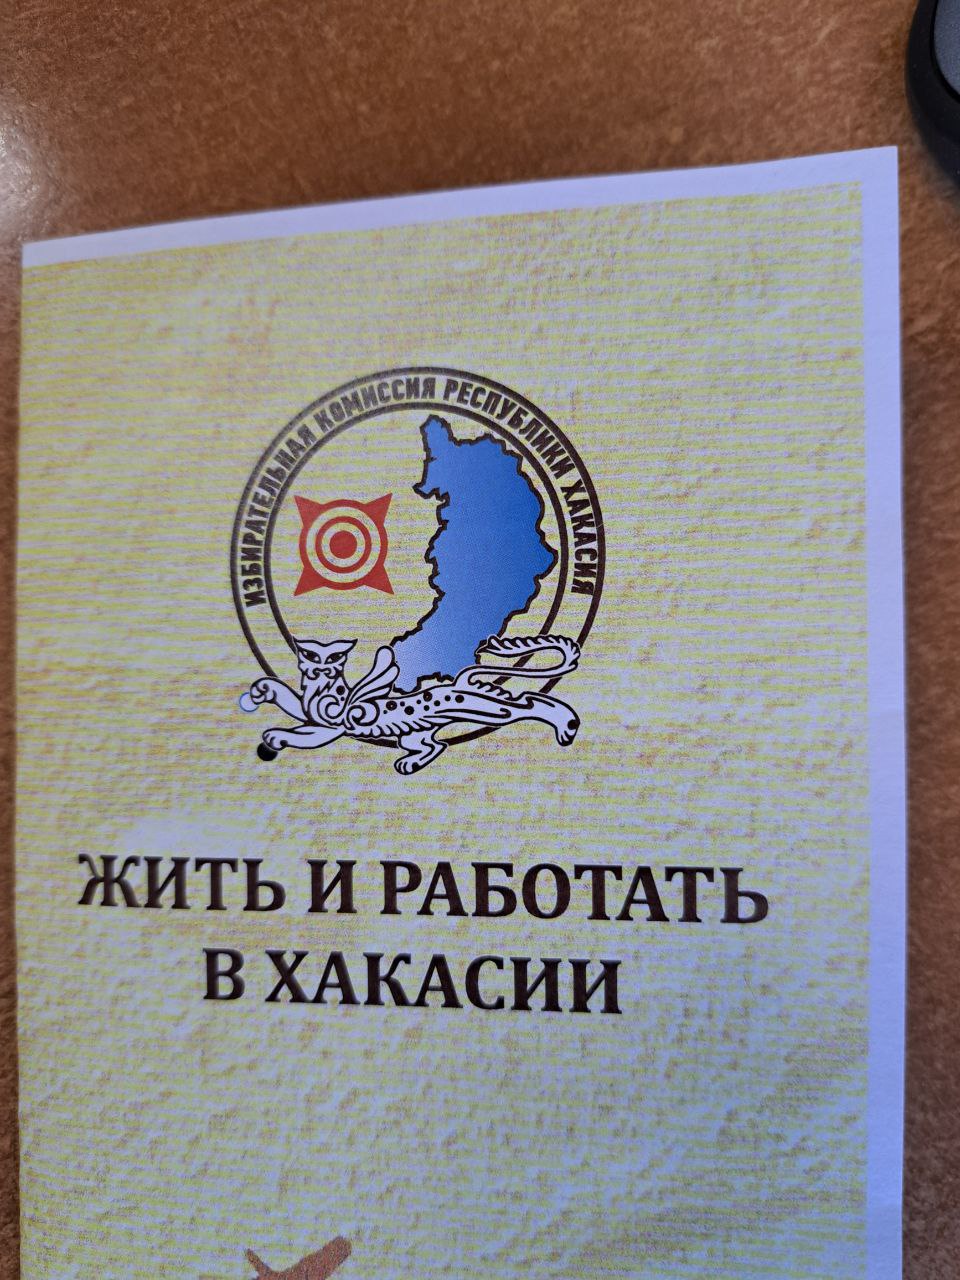 ИЗБИРАТЕЛЬНАЯ КОМИССИЯ РЕСПУБЛИКИ ХАКАСИЯ
ЖИТЬ И РАБОТАТЬ
В ХАКАСИИ